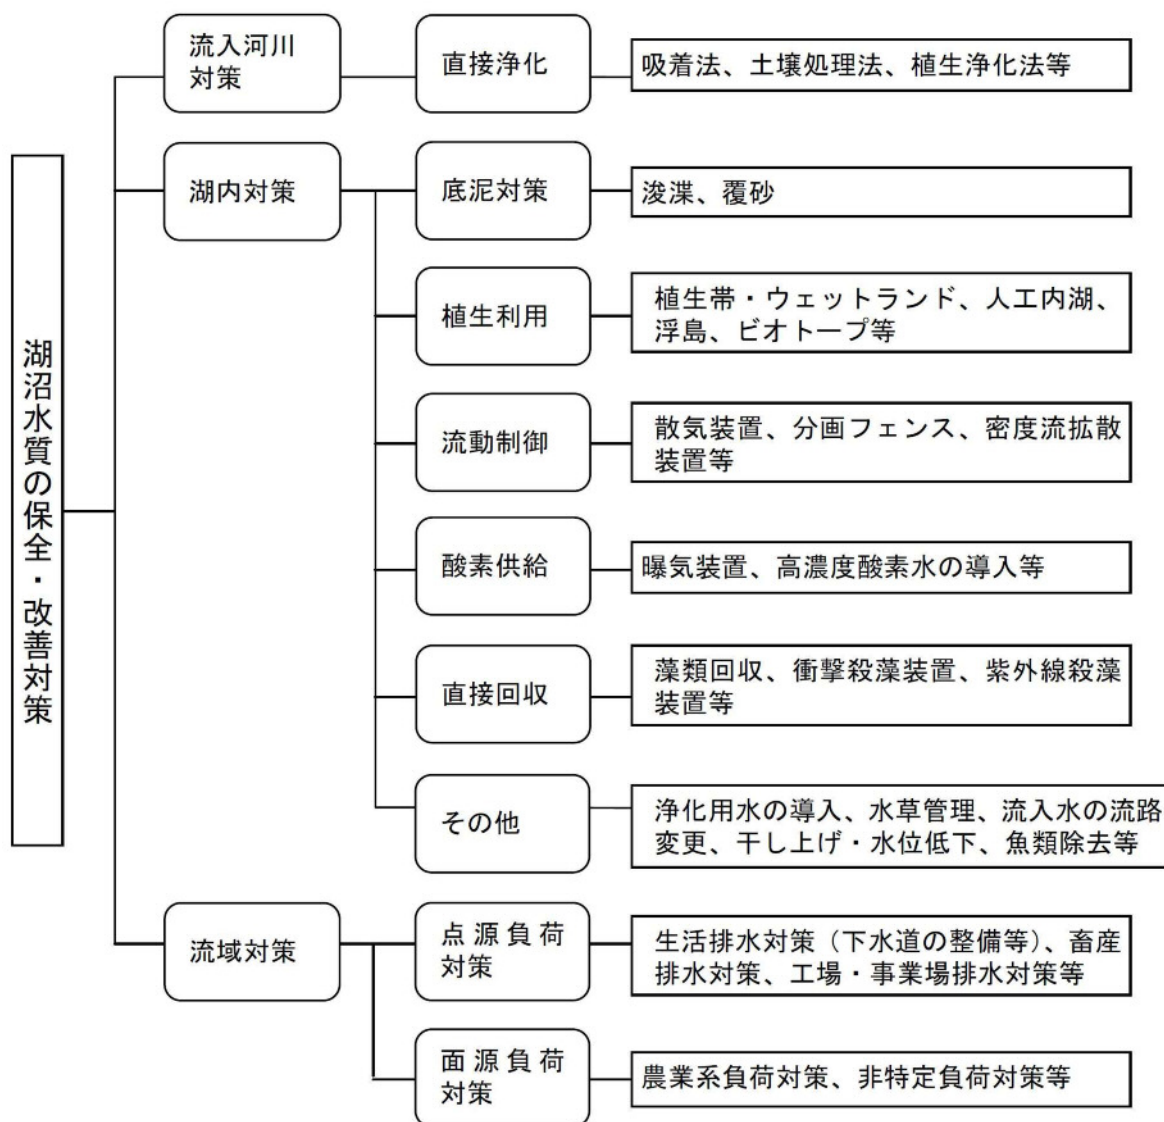 湖沼水質の保全・改善対策
流入河川
対策
直接浄化
吸着法、土壌処理法、植生浄化法等
湖内対策
底泥対策
浚渫、覆砂
植生利用
植生帯・ウェットランド、人工内湖、
浮島、ビオトープ等
流動制御
散気装置、分画フェンス、密度流拡散
装置等
酸素供給
曝気装置、高濃度酸素水の導入等
直接回収
藻類回収、衝撃殺藻装置、紫外線殺藻
装置等
その他
浄化用水の導入、水草管理、流入水の流路
変更、干し上げ・水位低下、魚類除去等
流域対策
点源負荷
対策
生活排水対策（下水道の整備等）、畜産
排水対策、工場・事業場排水対策等
面源負荷
対策
農業系負荷対策、非特定負荷対策等